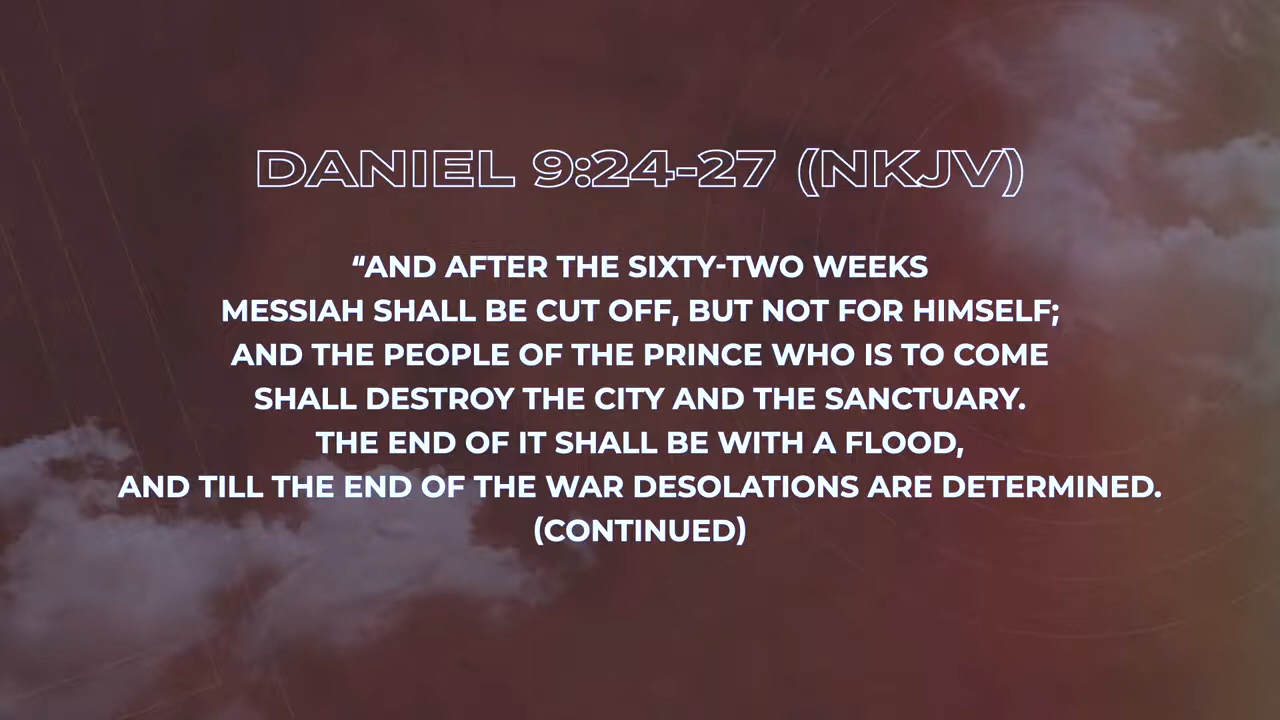 DANIEL 9:24-27 (NKJV)
“AND AFTER THE SIXTY-TWO WEEKS
MESSIAH SHALL BE CUT OFF, BUT NOT FOR HIMSELF;
AND THE PEOPLE OF THE PRINCE WHO IS TO COME
SHALL DESTROY THE CITY AND THE SANCTUARY.
THE END OF IT SHALL BE WITH A FLOOD,
AND TILL THE END OF THE WAR DESOLATIONS ARE DETERMINED.
(CONTINUED)